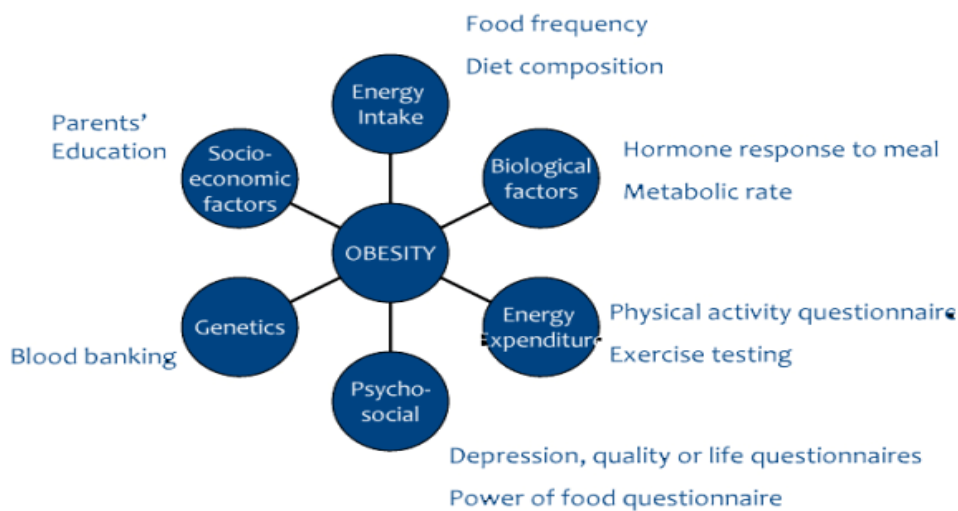 Food frequency
Diet composition
Energy
Intake
Parents'
Education
Socio-
economic
factors
Biological
factors
Hormone response to meal
Metabolic rate
OBESITY
Genetics
Blood banking
Energy
Expenditure
Physical activity questionnaire
Exercise testing
Psycho-
social
Depression, quality or life questionnaires
Power of food questionnaire